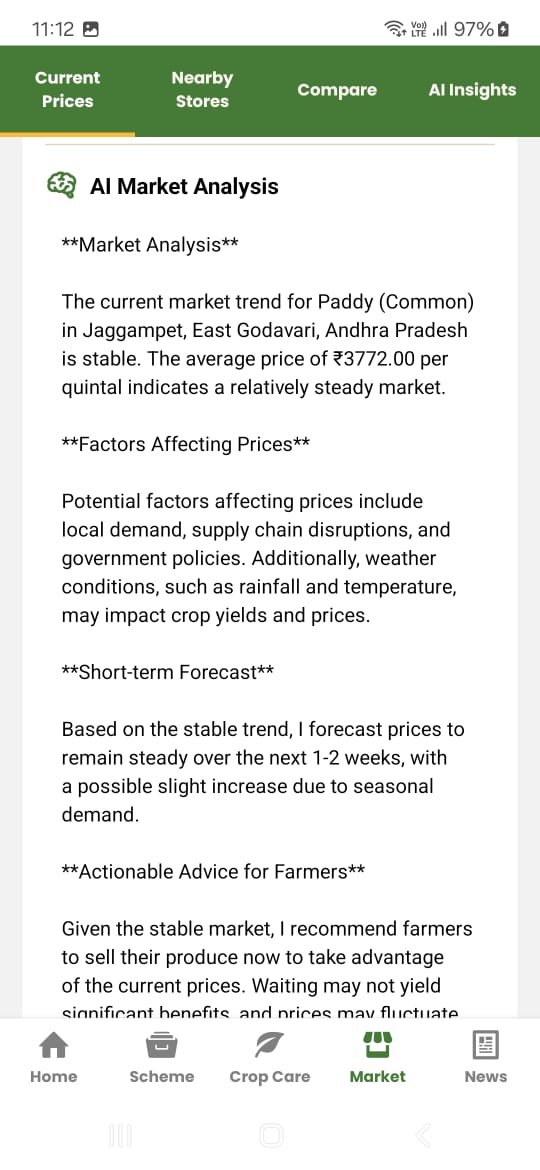 11:12
Vo)) LTE 97%
Current Prices
Nearby Stores
Compare
AI Insights
AI Market Analysis
**Market Analysis**
The current market trend for Paddy (Common)
in Jaggampet, East Godavari, Andhra Pradesh
is stable. The average price of ₹3772.00 per
quintal indicates a relatively steady market.
**Factors Affecting Prices**
Potential factors affecting prices include
local demand, supply chain disruptions, and
government policies. Additionally, weather
conditions, such as rainfall and temperature,
may impact crop yields and prices.
**Short-term Forecast**
Based on the stable trend, I forecast prices to
remain steady over the next 1-2 weeks, with
a possible slight increase due to seasonal
demand.
**Actionable Advice for Farmers**
Given the stable market, I recommend farmers
to sell their produce now to take advantage
of the current prices. Waiting may not yield
significant benefits, and prices may fluctuate
Home
Scheme
Crop Care
Market
News